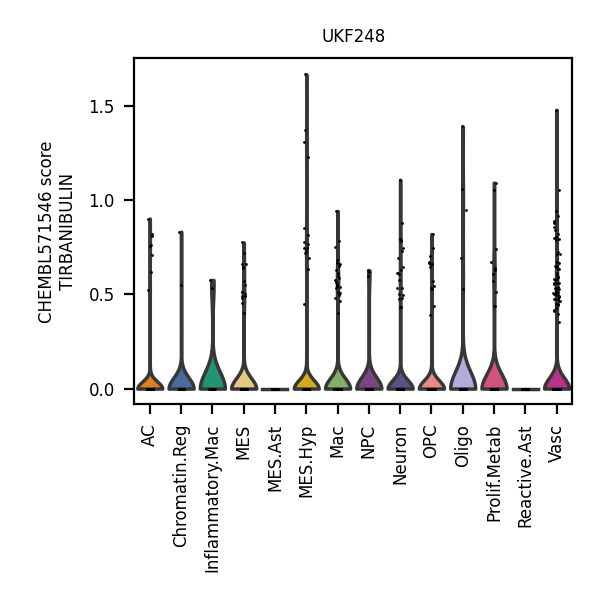 UKF248
CHEMBL571546 score
TIRBANIBULIN
1.5
1.0
0.5
0.0
AC
Chromatin.Reg
Inflammatory.Mac
MES
MES.Ast
MES.Hyp
Mac
NPC
Neuron
OPC
Oligo
Prolif.Metab
Reactive.Ast
Vasc